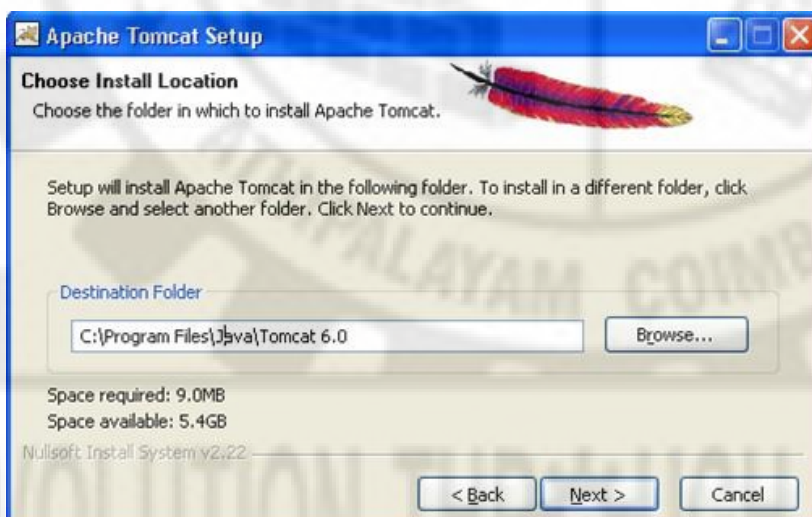 Apache Tomcat Setup
Choose Install Location
Choose the folder in which to install Apache Tomcat.
Setup will install Apache Tomcat in the following folder. To install in a different folder, click
Browse and select another folder. Click Next to continue.
Destination Folder
C:\Program Files\Java\Tomcat 6.0
Browse...
Space required: 9.0MB
Space available: 5.4GB
Nullsoft Install System v2.22
< Back
Next >
Cancel